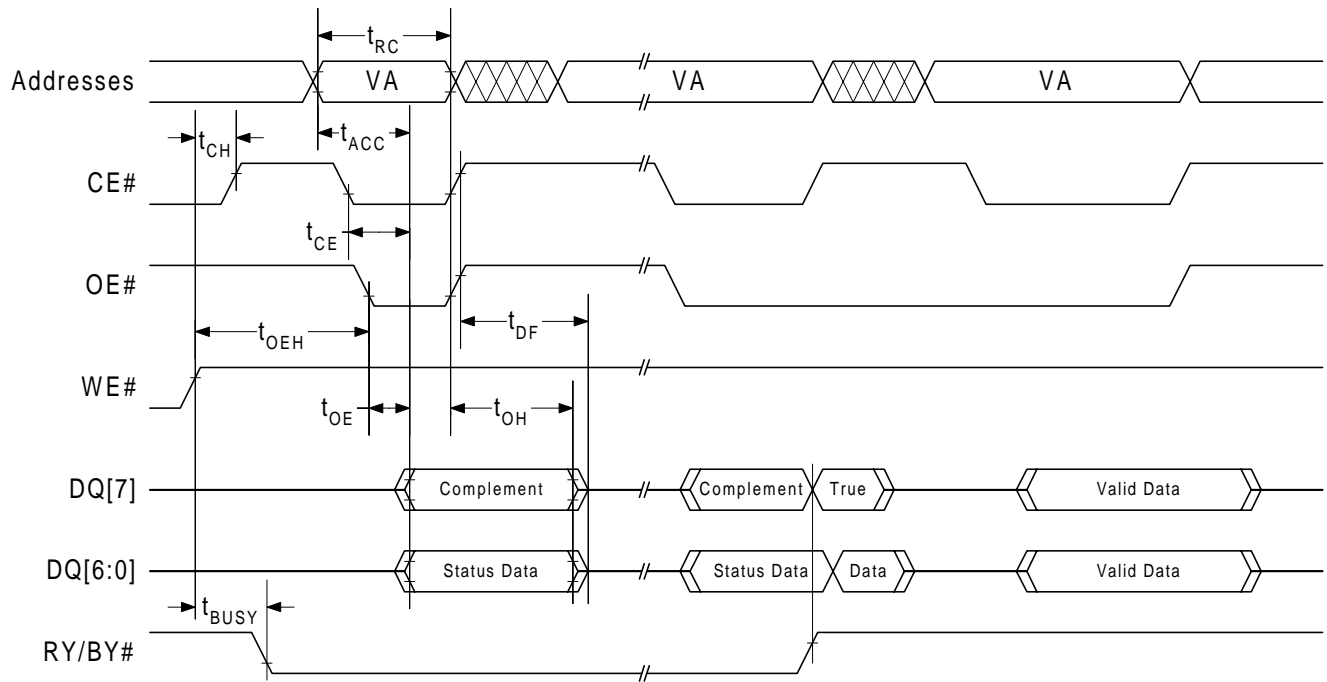 t_RC
Addresses VA VA VA
t_CH t_ACC
CE#
t_CE
OE#
t_OEH t_DF
WE#
t_OE t_OH
DQ[7] Complement Complement True Valid Data
DQ[6:0] Status Data Status Data Data Valid Data
t_BUSY
RY/BY#